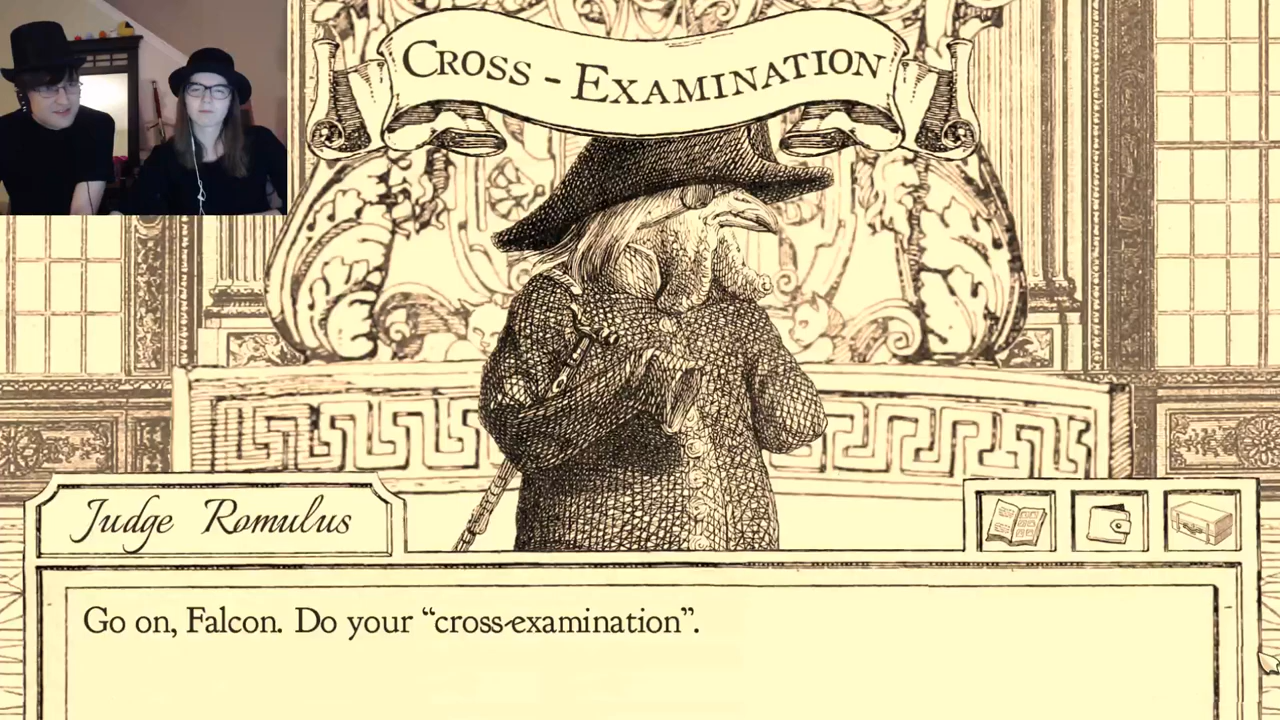 CROSS-EXAMINATION
Judge Romulus
Go on, Falcon. Do your “cross-examination”.